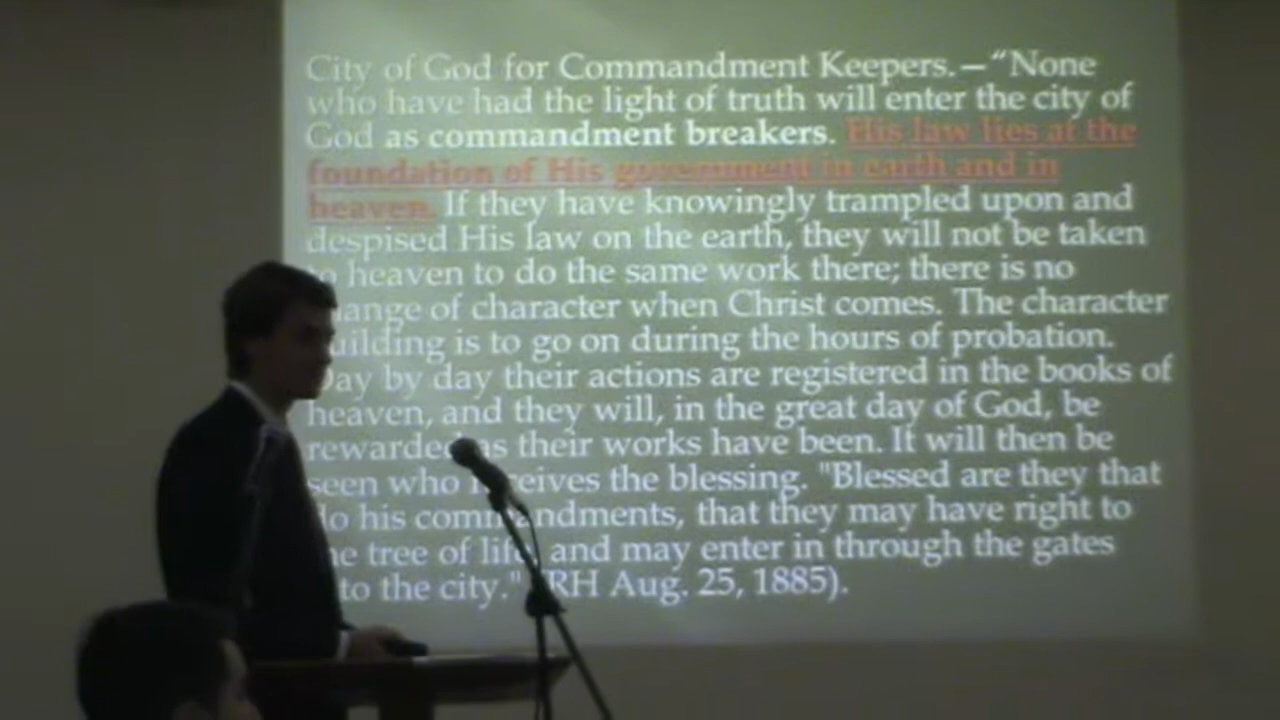 City of God for Commandment Keepers.—“None
who have had the light of truth will enter the city of
God as commandment breakers. His law lies at the
foundation of His government in earth and in
heaven. If they have knowingly trampled upon and
despised His law on the earth, they will not be taken
heaven to do the same work there; there is no
ange of character when Christ comes. The character
uilding is to go on during the hours of probation.
Day by day their actions are registered in the books of
heaven, and they will, in the great day of God, be
rewarded as their works have been. It will then be
seen who receives the blessing. "Blessed are they that
do his commandments, that they may have right to
he tree of life, and may enter in through the gates
to the city." RH Aug. 25, 1885).